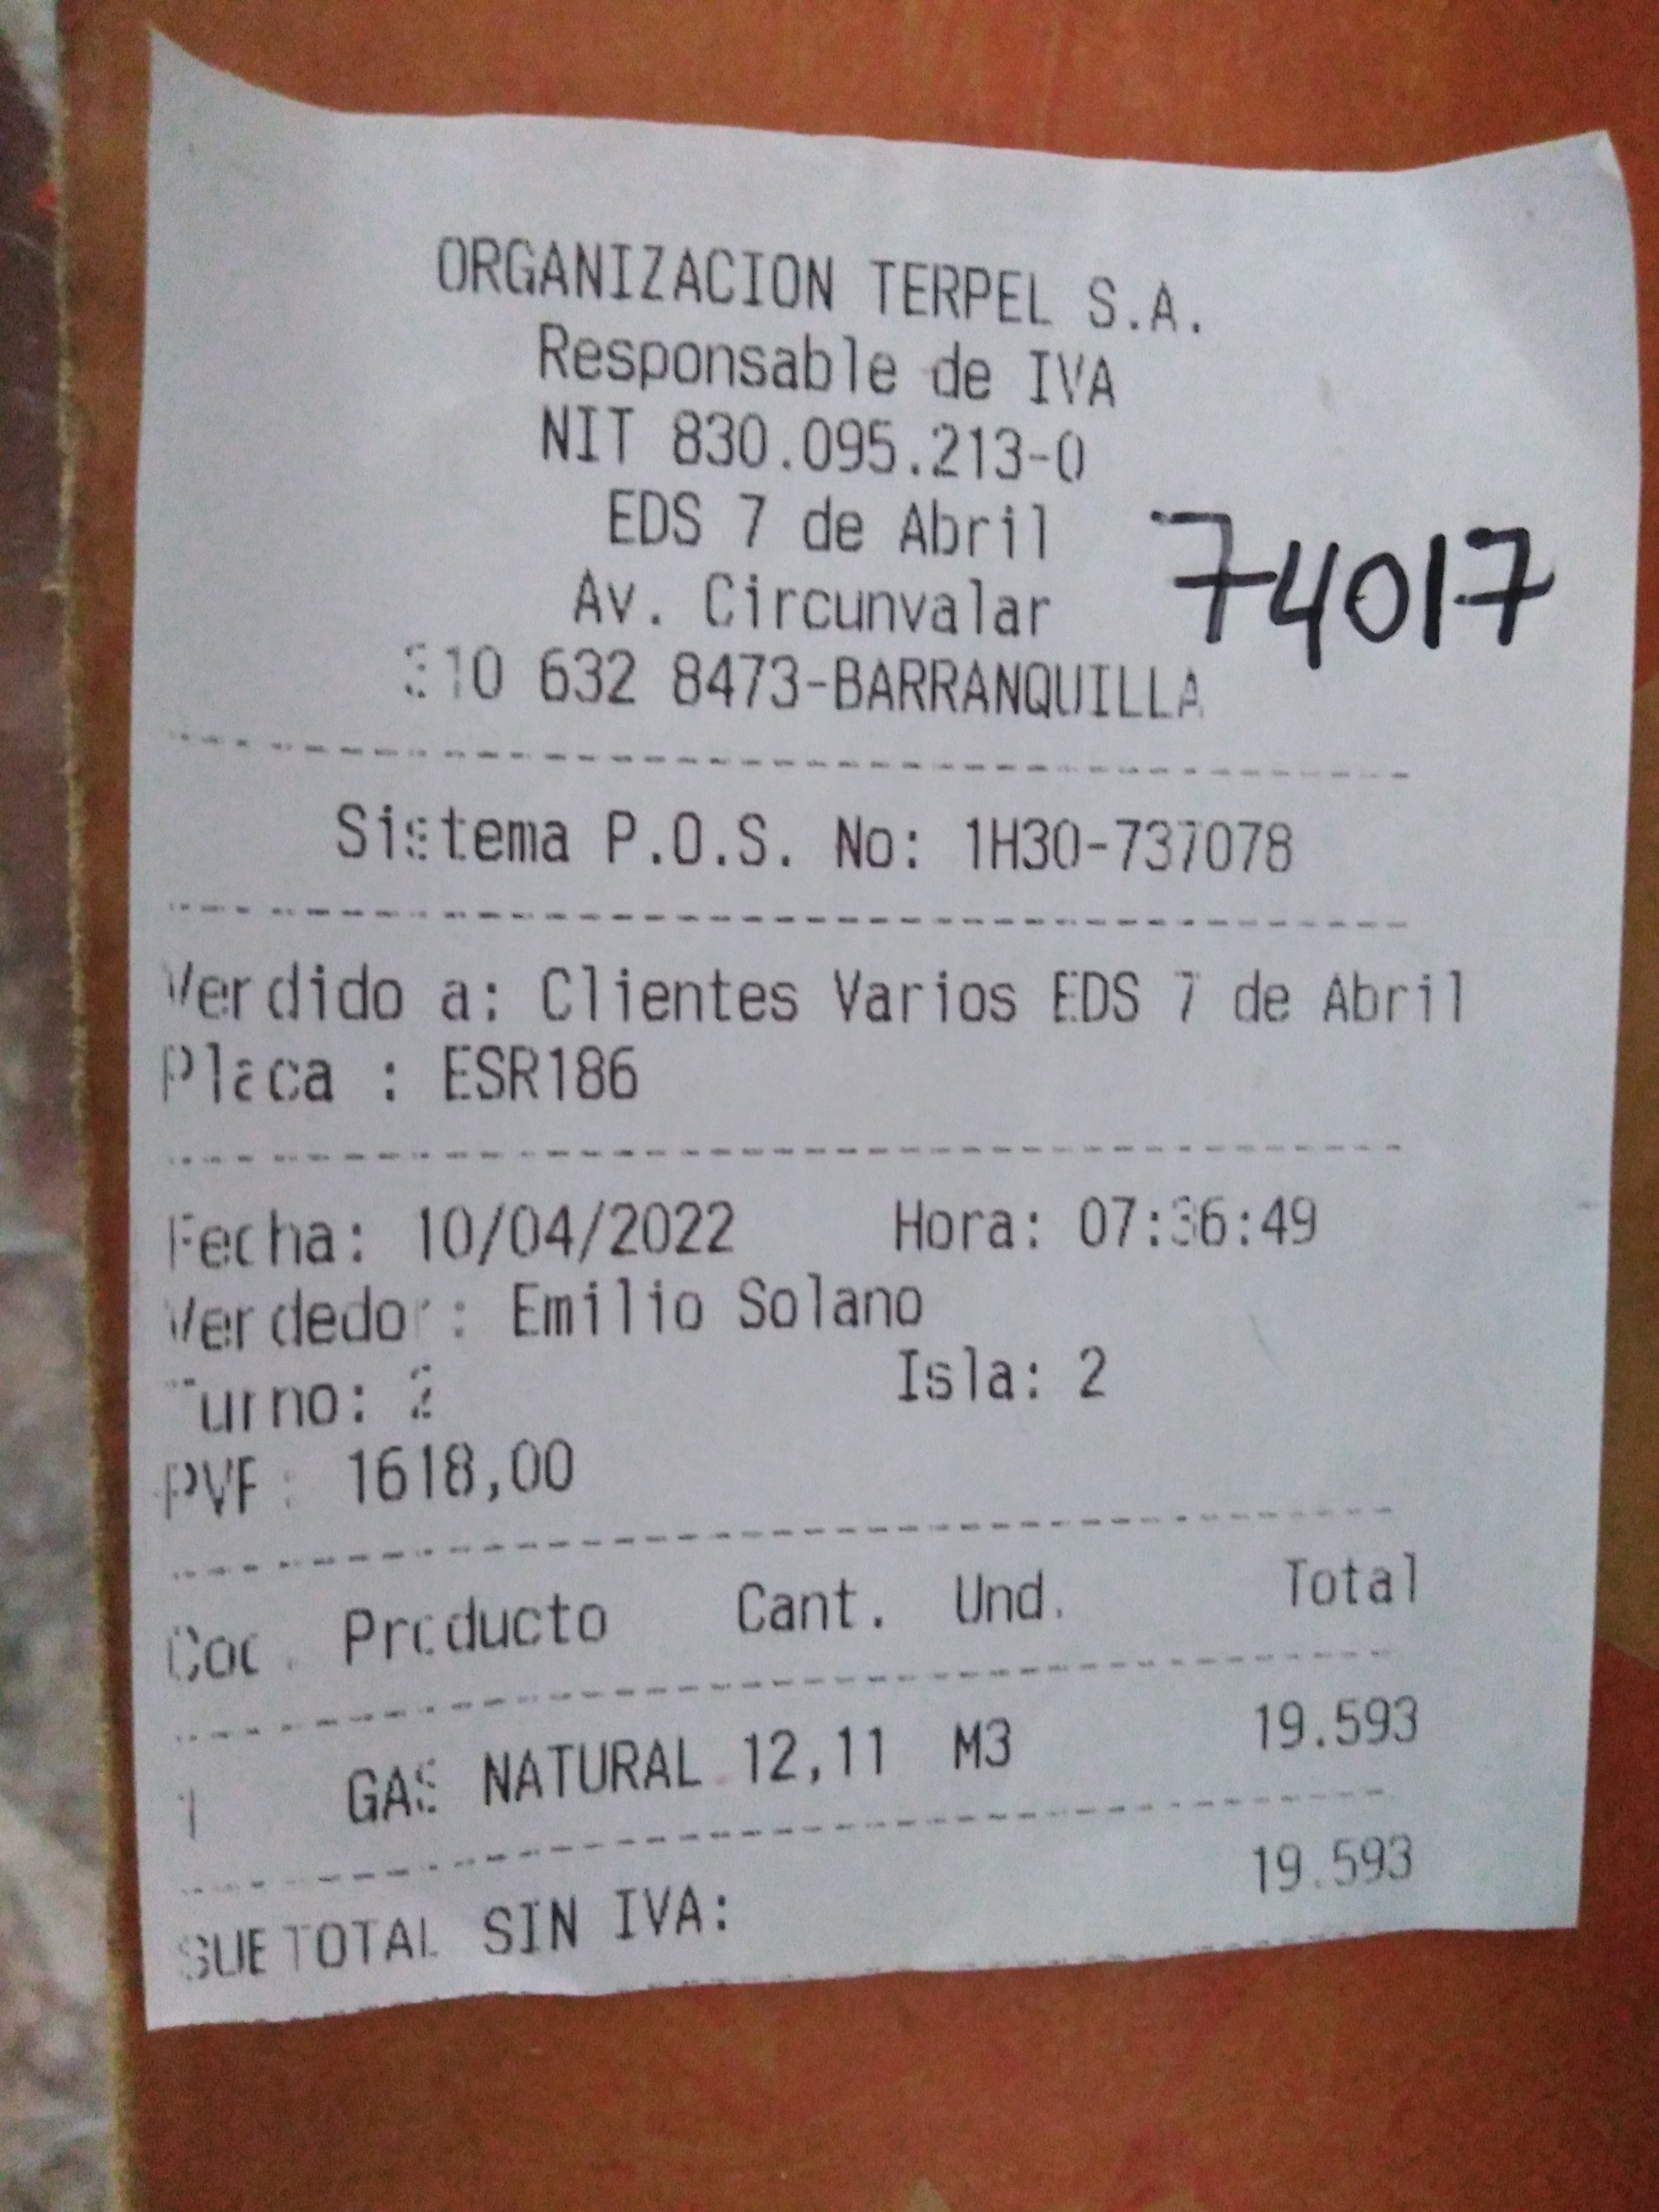 ORGANIZACION TERPEL S.A.
Responsable de IVA
NIT 830.095.213-0
EDS 7 de Abril
74017
Av. Circunvalar
310 632 8473-BARRANQUILLA
Sistema P.O.S. No: 1H30-737078
Vendido a: Clientes Varios EDS 7 de Abril
Placa : ESR186
Fecha: 10/04/2022 Hora: 07:36:49
Vendedor: Emilio Solano
Turno: 2 Isla: 2
PVP: 1618,00
Cod. Producto Cant. Und. Total
1 GAS NATURAL 12,11 M3 19.593
SUBTOTAL SIN IVA: 19.593